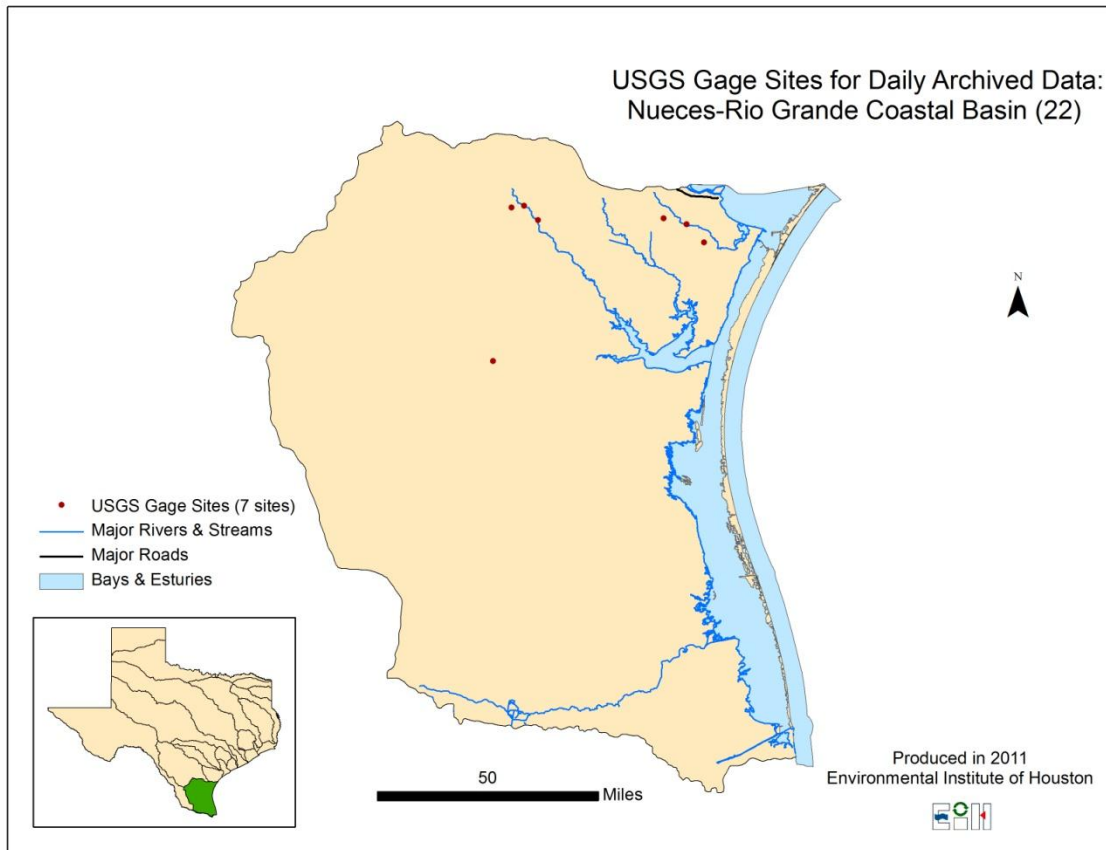 USGS Gage Sites for Daily Archived Data:
Nueces-Rio Grande Coastal Basin (22)
N
USGS Gage Sites (7 sites)
Major Rivers & Streams
Major Roads
Bays & Esturies
50
Miles
Produced in 2011
Environmental Institute of Houston
EIH